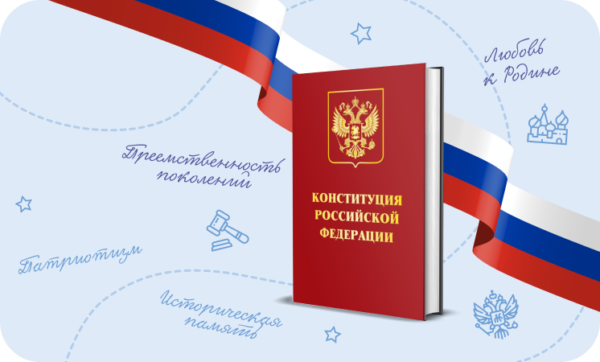 Любовь
к Родине
Преемственность
поколений
КОНСТИТУЦИЯ
РОССИЙСКОЙ
ФЕДЕРАЦИИ
Патриотизм
Историческая
память